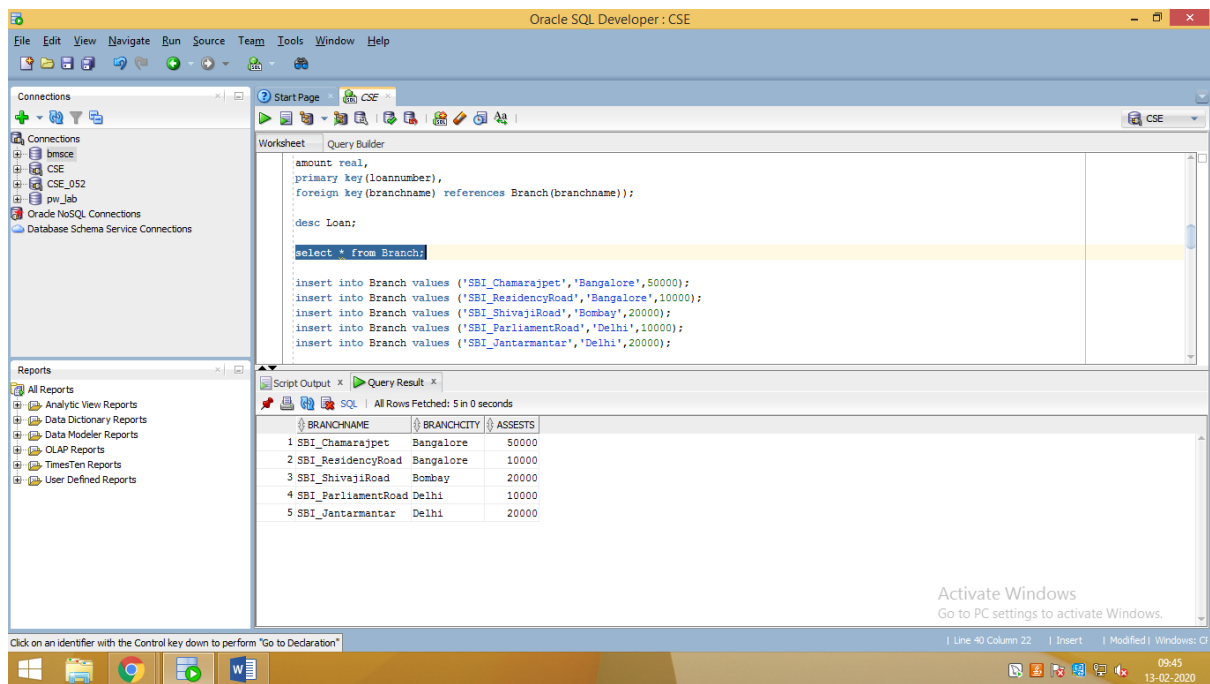 Oracle SQL Developer : CSE
File Edit View Navigate Run Source Team Tools Window Help
Connections
Connections
bmsce
CSE
CSE_052
pw_lab
Oracle NoSQL Connections
Database Schema Service Connections
Reports
All Reports
Analytic View Reports
Data Dictionary Reports
Data Modeler Reports
OLAP Reports
TimesTen Reports
User Defined Reports
Start Page
CSE
CSE
Worksheet Query Builder
amount real,
primary key(loannumber),
foreign key(branchname) references Branch(branchname));
desc Loan;
select * from Branch;
insert into Branch values ('SBI_Chamarajpet','Bangalore',50000);
insert into Branch values ('SBI_ResidencyRoad','Bangalore',10000);
insert into Branch values ('SBI_ShivajiRoad','Bombay',20000);
insert into Branch values ('SBI_ParliamentRoad','Delhi',10000);
insert into Branch values ('SBI_Jantarmantar','Delhi',20000);
Script Output x Query Result x
SQL | All Rows Fetched: 5 in 0 seconds
BRANCHNAME BRANCHCITY ASSESTS
1 SBI_Chamarajpet Bangalore 50000
2 SBI_ResidencyRoad Bangalore 10000
3 SBI_ShivajiRoad Bombay 20000
4 SBI_ParliamentRoad Delhi 10000
5 SBI_Jantarmantar Delhi 20000
Activate Windows
Go to PC settings to activate Windows.
Click on an identifier with the Control key down to perform "Go to Declaration"
| Line 40 Column 22 | Insert | Modified | Windows: C
09:45
13-02-2020